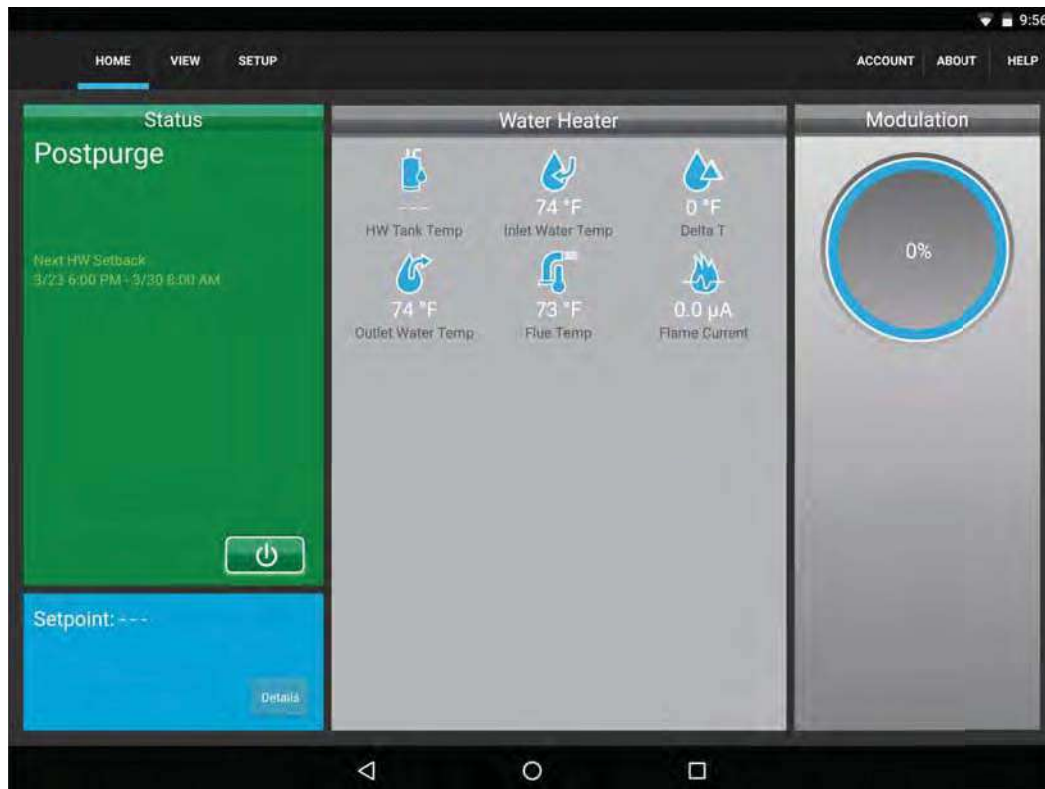 9:56
HOME VIEW SETUP ACCOUNT ABOUT HELP
Status
Postpurge
Next HW Setback
3/23 6:00 PM - 3/30 8:00 AM
Setpoint: ---
Details
Water Heater
--- 74 °F 0 °F
HW Tank Temp Inlet Water Temp Delta T
74 °F 73 °F 0.0 µA
Outlet Water Temp Flue Temp Flame Current
Modulation
0%